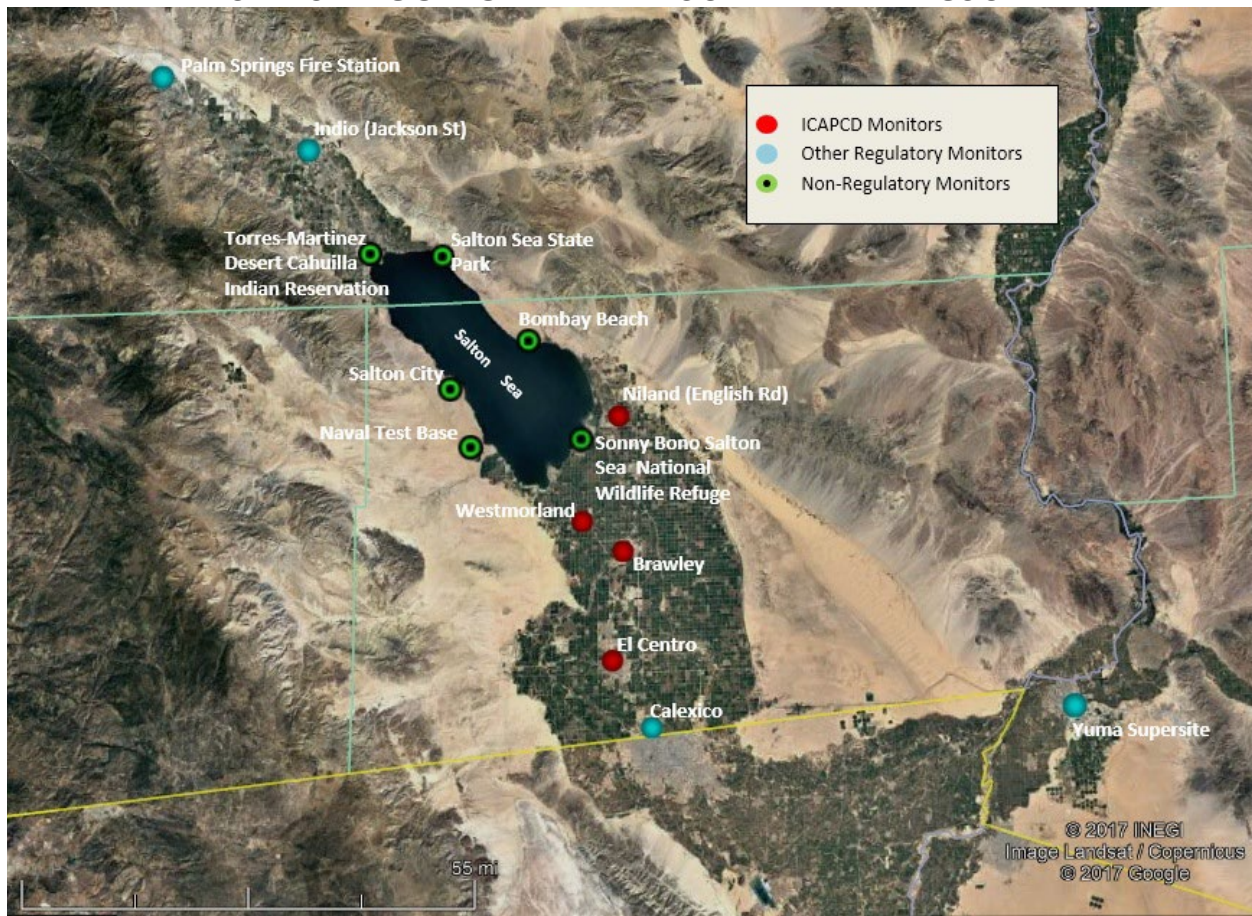 Palm Springs Fire Station
Indio (Jackson St)
ICAPCD Monitors
Other Regulatory Monitors
Non-Regulatory Monitors
Torres-Martinez
Desert Cahuilla
Indian Reservation
Salton Sea State
Park
Bombay Beach
Salton Sea
Salton City
Niland (English Rd)
Naval Test Base
Sonny Bono Salton
Sea National
Wildlife Refuge
Westmorland
Brawley
El Centro
Calexico
Yuma Supersite
© 2017 INEGI
Image Landsat / Copernicus
© 2017 Google
55 mi